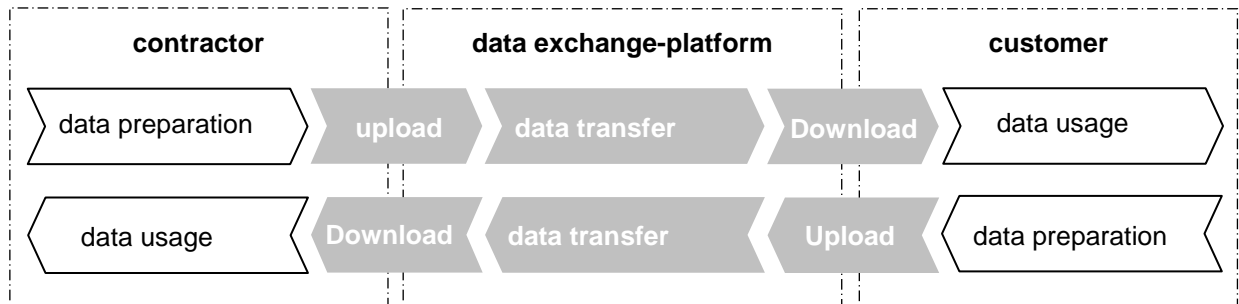 contractor
data exchange-platform
customer
data preparation
upload
data transfer
Download
data usage
data usage
Download
data transfer
Upload
data preparation